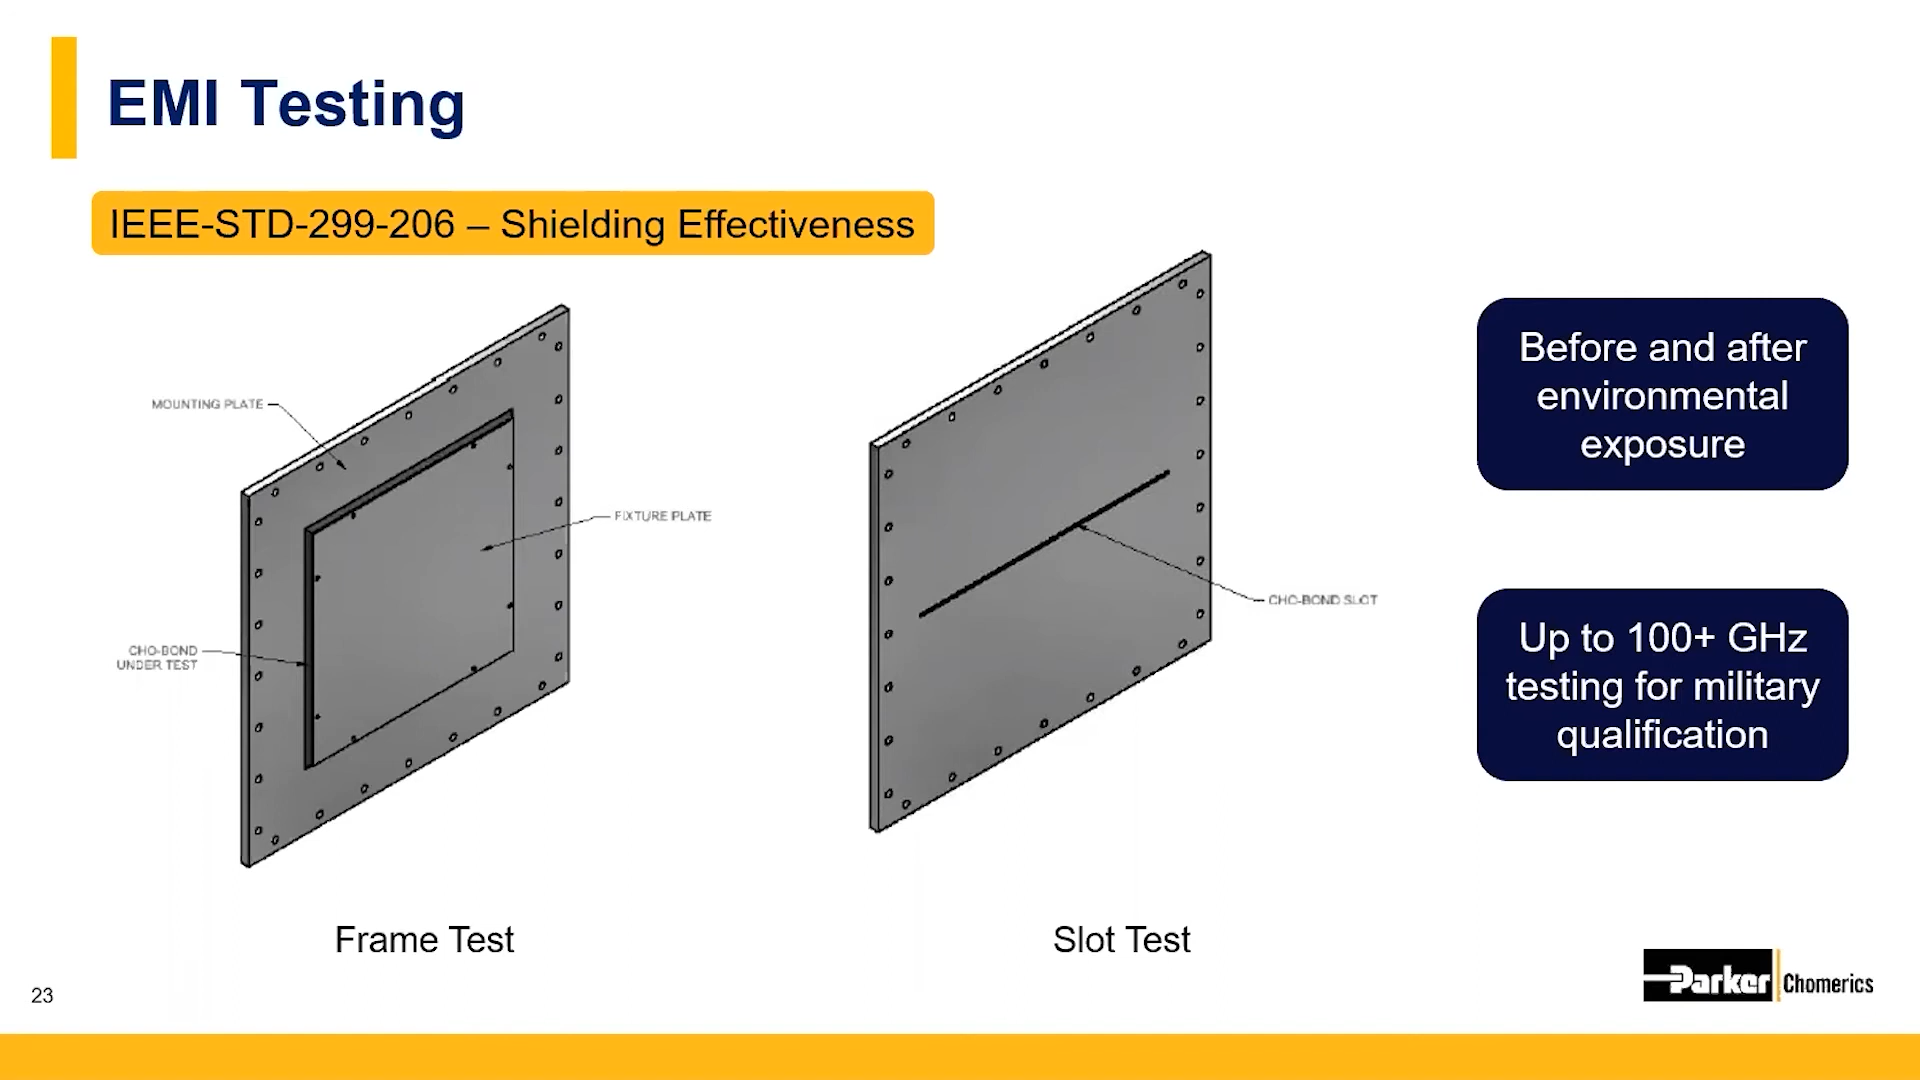 EMI Testing
IEEE-STD-299-206 – Shielding Effectiveness
MOUNTING PLATE
FIXTURE PLATE
CHO-BOND
UNDER TEST
Frame Test
CHO-BOND SLOT
Slot Test
Before and after
environmental
exposure
Up to 100+ GHz
testing for military
qualification
23
Parker Chomerics